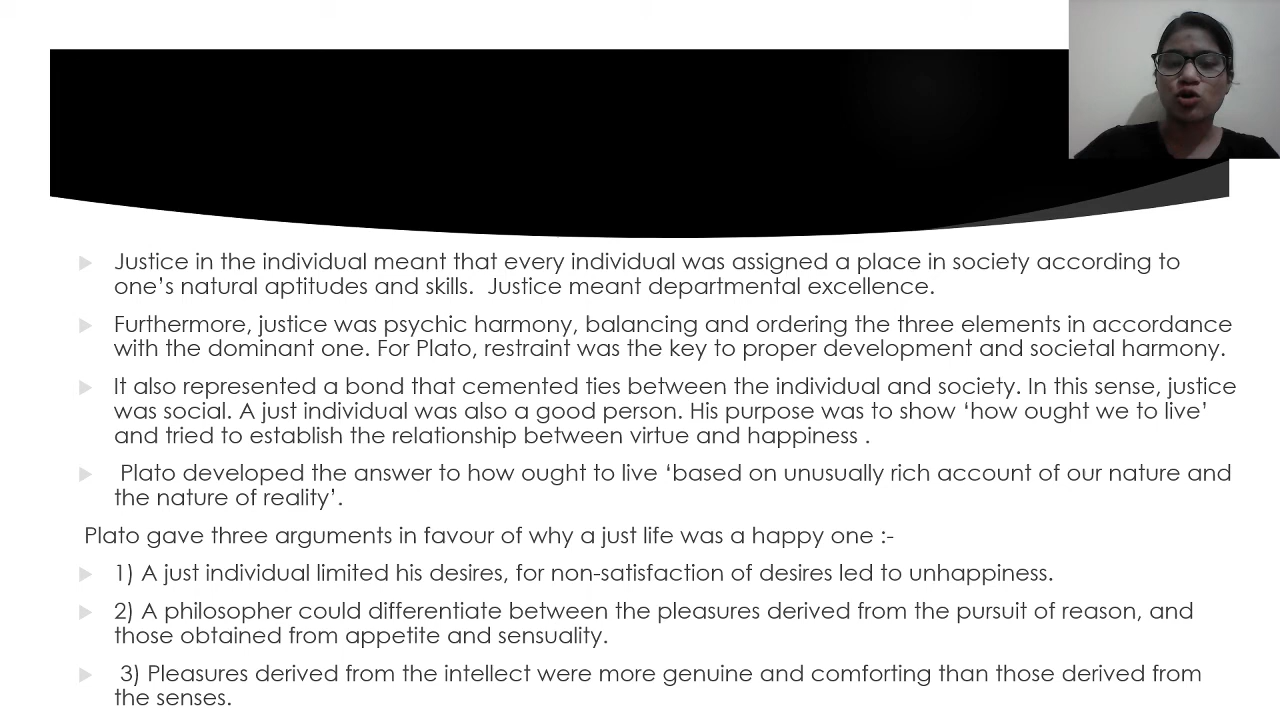 Justice in the individual meant that every individual was assigned a place in society according to
one’s natural aptitudes and skills.  Justice meant departmental excellence.
Furthermore, justice was psychic harmony, balancing and ordering the three elements in accordance
with the dominant one. For Plato, restraint was the key to proper development and societal harmony.
It also represented a bond that cemented ties between the individual and society. In this sense, justice
was social. A just individual was also a good person. His purpose was to show ‘how ought we to live’
and tried to establish the relationship between virtue and happiness .
Plato developed the answer to how ought to live ‘based on unusually rich account of our nature and
the nature of reality’.
Plato gave three arguments in favour of why a just life was a happy one :-
1) A just individual limited his desires, for non-satisfaction of desires led to unhappiness.
2) A philosopher could differentiate between the pleasures derived from the pursuit of reason, and
those obtained from appetite and sensuality.
3) Pleasures derived from the intellect were more genuine and comforting than those derived from
the senses.